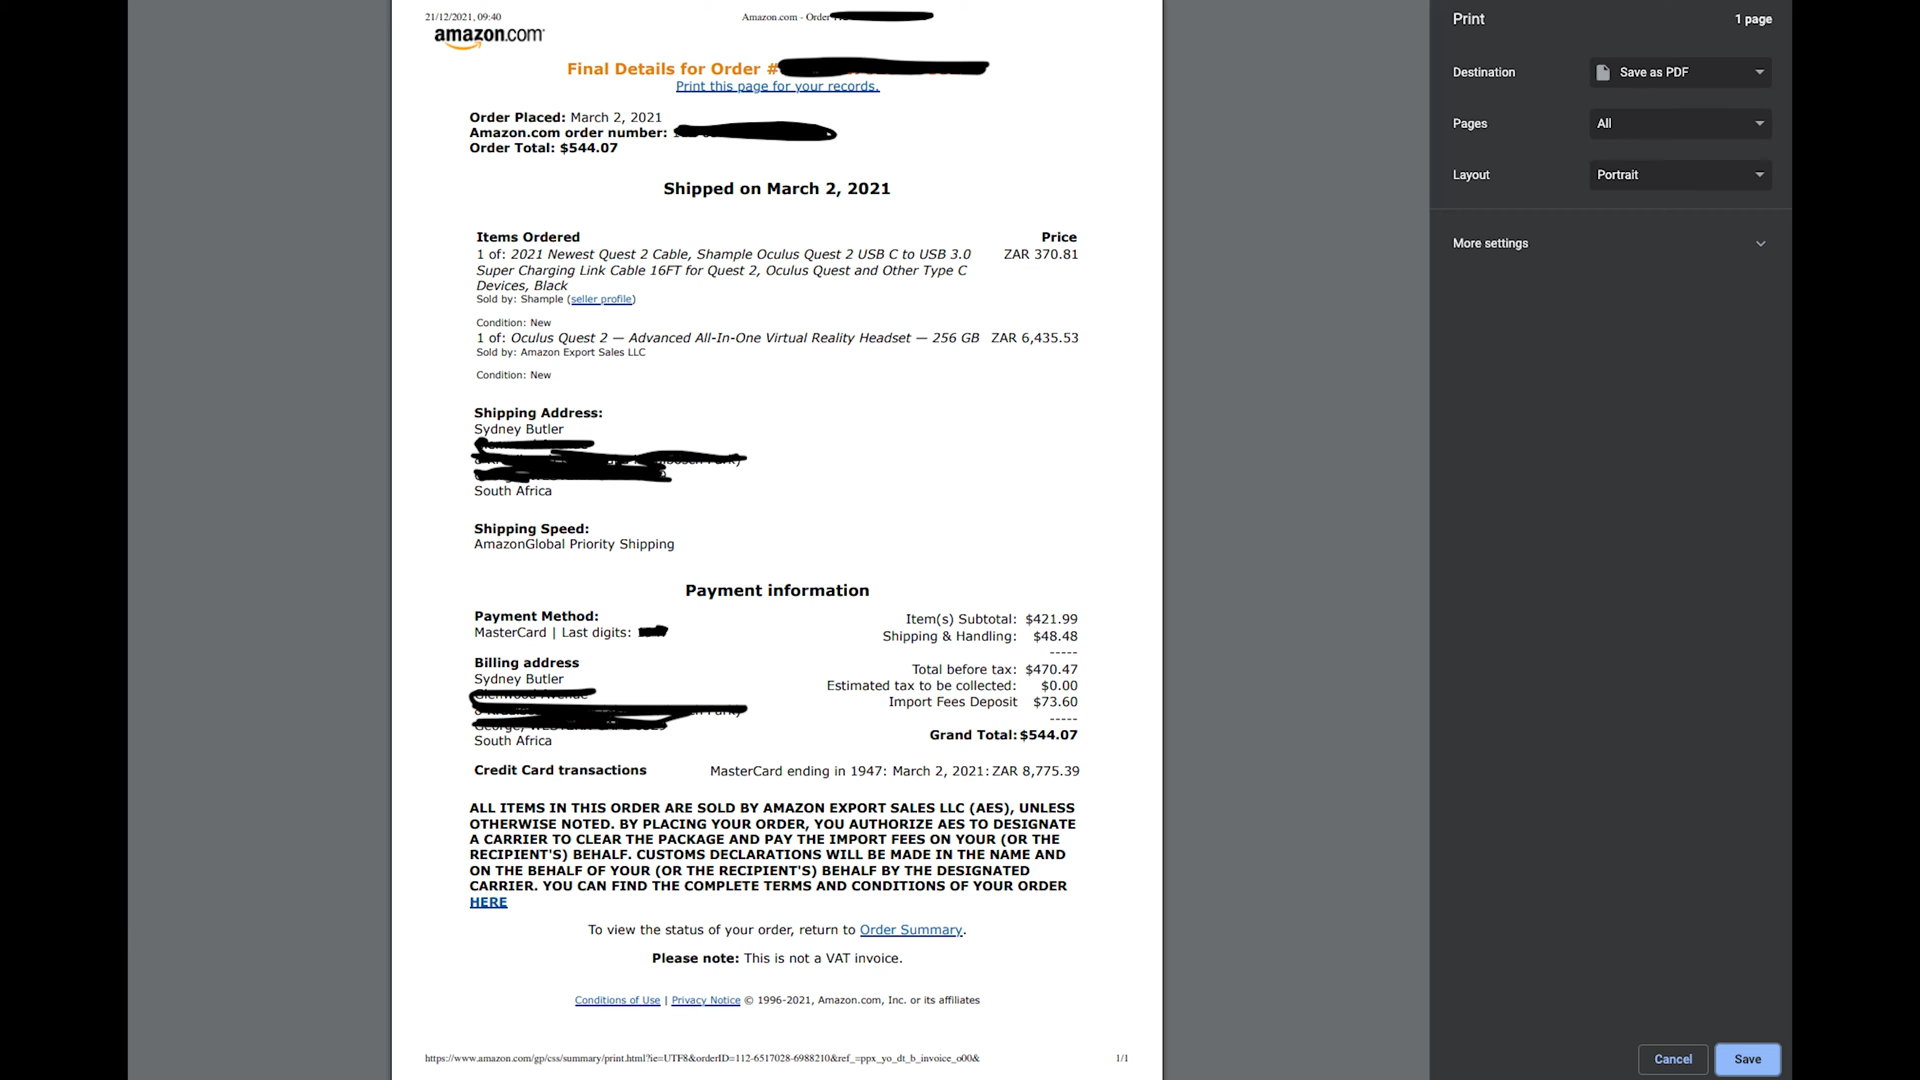 21/12/2021, 09:40
Amazon.com - Order
amazon.com
Final Details for Order #
Print this page for your records.
Order Placed: March 2, 2021
Amazon.com order number:
Order Total: $544.07
Shipped on March 2, 2021
Items Ordered Price
1 of: 2021 Newest Quest 2 Cable, Shample Oculus Quest 2 USB C to USB 3.0 ZAR 370.81
Super Charging Link Cable 16FT for Quest 2, Oculus Quest and Other Type C
Devices, Black
Sold by: Shample (seller profile)
Condition: New
1 of: Oculus Quest 2 — Advanced All-In-One Virtual Reality Headset — 256 GB ZAR 6,435.53
Sold by: Amazon Export Sales LLC
Condition: New
Shipping Address:
Sydney Butler
South Africa
Shipping Speed:
AmazonGlobal Priority Shipping
Payment information
Payment Method:
MasterCard | Last digits:
Billing address
Sydney Butler
South Africa
Item(s) Subtotal: $421.99
Shipping & Handling: $48.48
-----
Total before tax: $470.47
Estimated tax to be collected: $0.00
Import Fees Deposit $73.60
-----
Grand Total: $544.07
Credit Card transactions MasterCard ending in 1947: March 2, 2021: ZAR 8,775.39
ALL ITEMS IN THIS ORDER ARE SOLD BY AMAZON EXPORT SALES LLC (AES), UNLESS
OTHERWISE NOTED. BY PLACING YOUR ORDER, YOU AUTHORIZE AES TO DESIGNATE
A CARRIER TO CLEAR THE PACKAGE AND PAY THE IMPORT FEES ON YOUR (OR THE
RECIPIENT'S) BEHALF. CUSTOMS DECLARATIONS WILL BE MADE IN THE NAME AND
ON THE BEHALF OF YOUR (OR THE RECIPIENT'S) BEHALF BY THE DESIGNATED
CARRIER. YOU CAN FIND THE COMPLETE TERMS AND CONDITIONS OF YOUR ORDER
HERE
To view the status of your order, return to Order Summary.
Please note: This is not a VAT invoice.
Conditions of Use | Privacy Notice © 1996-2021, Amazon.com, Inc. or its affiliates
https://www.amazon.com/gp/css/summary/print.html?ie=UTF8&orderID=112-6517028-6988210&ref_=ppx_yo_dt_b_invoice_o00& 1/1
Print 1 page
Destination Save as PDF
Pages All
Layout Portrait
More settings
Cancel Save